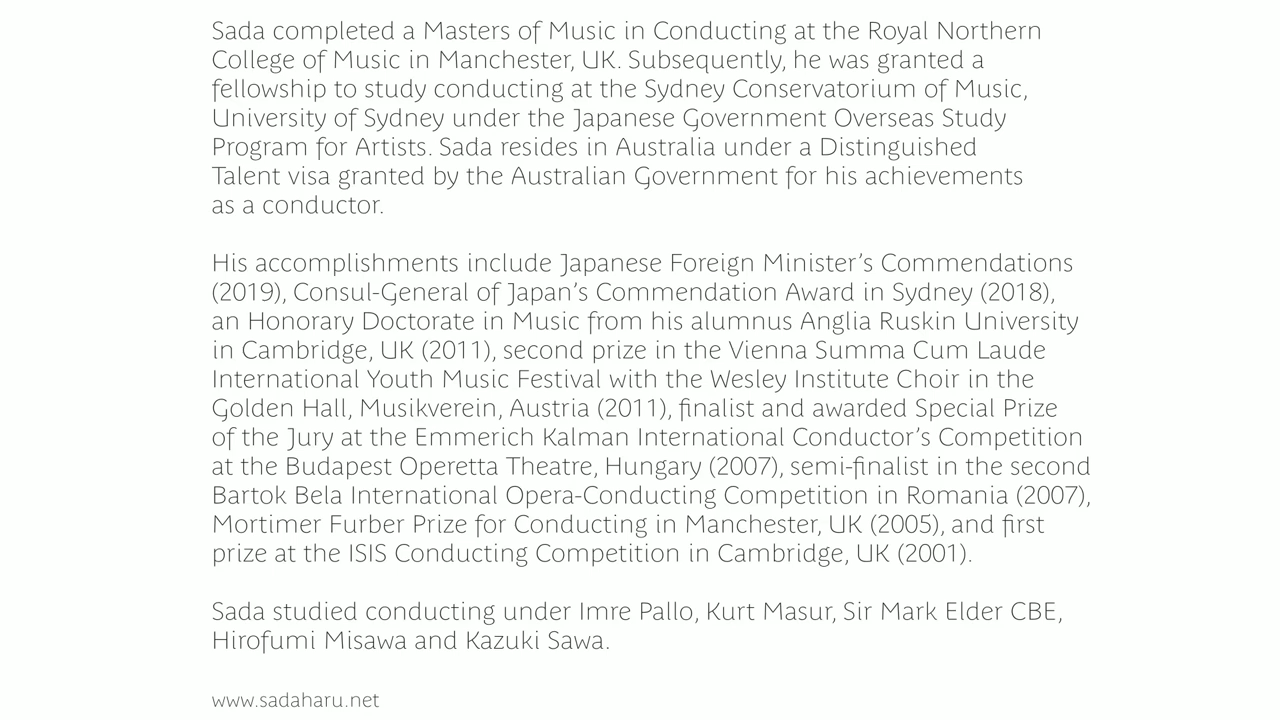 Sada completed a Masters of Music in Conducting at the Royal Northern
College of Music in Manchester, UK. Subsequently, he was granted a
fellowship to study conducting at the Sydney Conservatorium of Music,
University of Sydney under the Japanese Government Overseas Study
Program for Artists. Sada resides in Australia under a Distinguished
Talent visa granted by the Australian Government for his achievements
as a conductor.

His accomplishments include Japanese Foreign Minister’s Commendations
(2019), Consul-General of Japan’s Commendation Award in Sydney (2018),
an Honorary Doctorate in Music from his alumnus Anglia Ruskin University
in Cambridge, UK (2011), second prize in the Vienna Summa Cum Laude
International Youth Music Festival with the Wesley Institute Choir in the
Golden Hall, Musikverein, Austria (2011), finalist and awarded Special Prize
of the Jury at the Emmerich Kalman International Conductor’s Competition
at the Budapest Operetta Theatre, Hungary (2007), semi-finalist in the second
Bartok Bela International Opera-Conducting Competition in Romania (2007),
Mortimer Furber Prize for Conducting in Manchester, UK (2005), and first
prize at the ISIS Conducting Competition in Cambridge, UK (2001).

Sada studied conducting under Imre Pallo, Kurt Masur, Sir Mark Elder CBE,
Hirofumi Misawa and Kazuki Sawa.

www.sadaharu.net